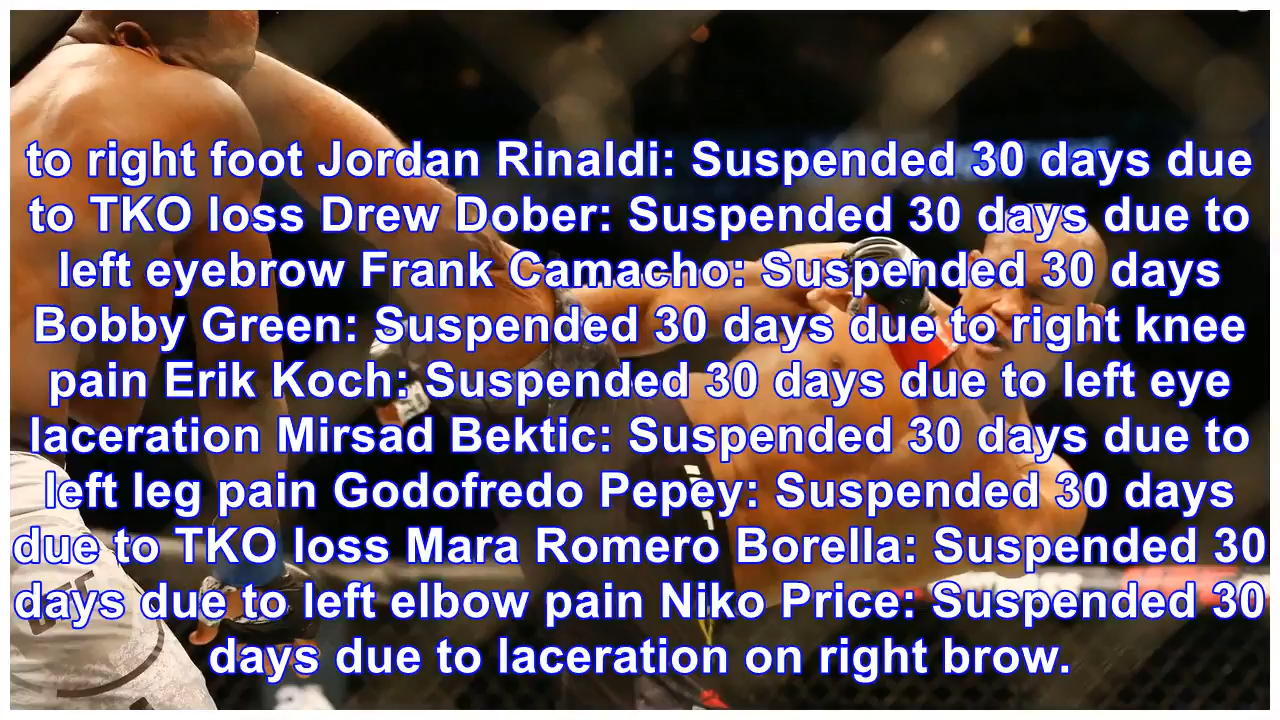 to right foot Jordan Rinaldi: Suspended 30 days due
to TKO loss Drew Dober: Suspended 30 days due to
left eyebrow Frank Camacho: Suspended 30 days
Bobby Green: Suspended 30 days due to right knee
pain Erik Koch: Suspended 30 days due to left eye
laceration Mirsad Bektic: Suspended 30 days due to
left leg pain Godofredo Pepey: Suspended 30 days
due to TKO loss Mara Romero Borella: Suspended 30
days due to left elbow pain Niko Price: Suspended 30
days due to laceration on right brow.
UFC